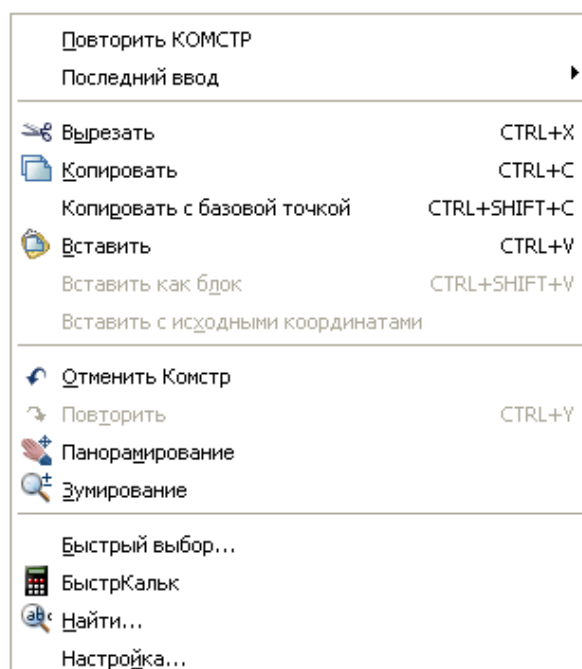 Повторить КОМСТР
Последний ввод
Вырезать CTRL+X
Копировать CTRL+C
Копировать с базовой точкой CTRL+SHIFT+C
Вставить CTRL+V
Вставить как блок CTRL+SHIFT+V
Вставить с исходными координатами
Отменить Комстр
Повторить CTRL+Y
Панорамирование
Зумирование
Быстрый выбор...
БыстрКальк
Найти...
Настройка...